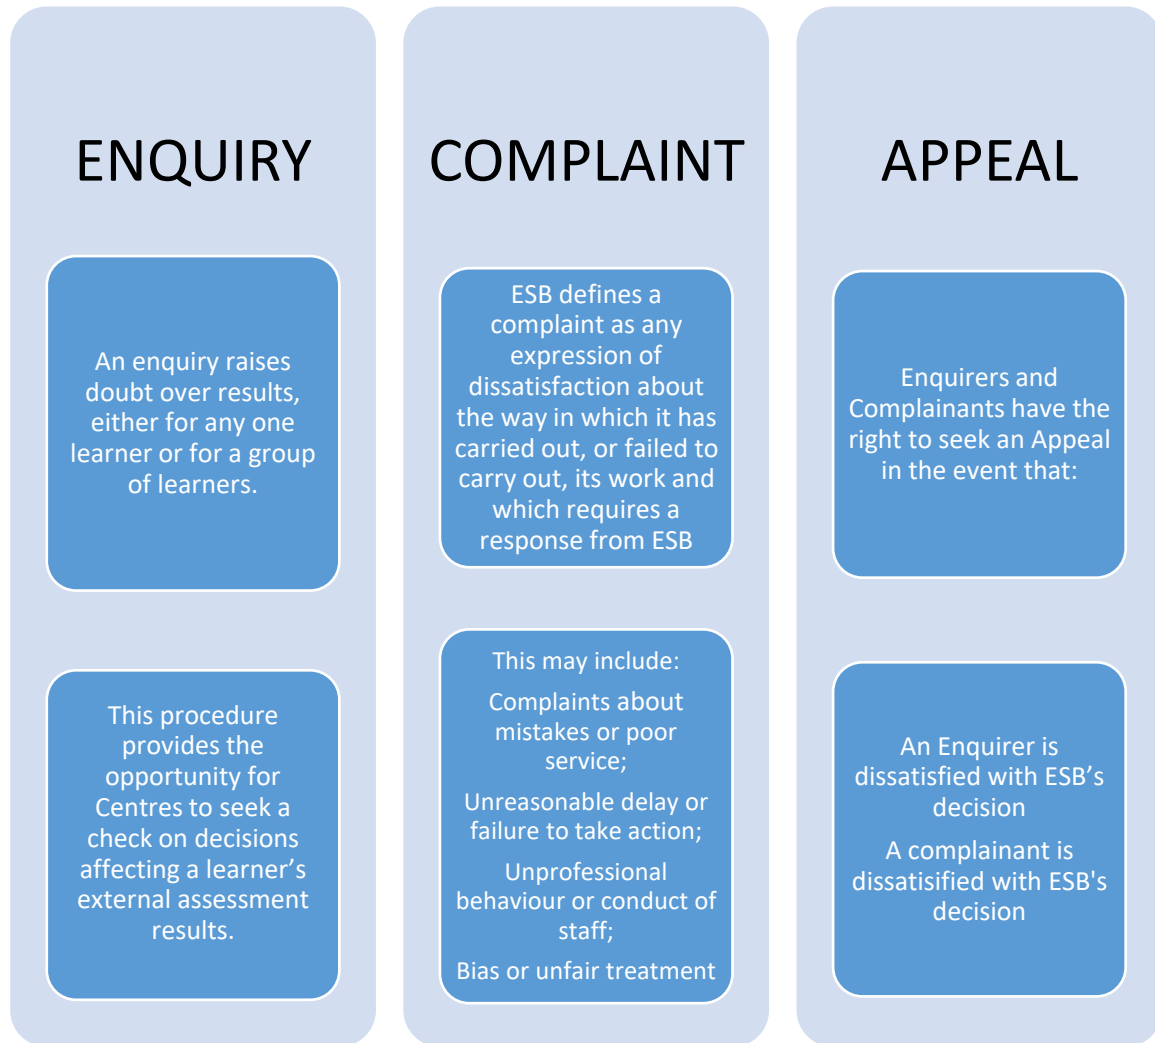 ENQUIRY
An enquiry raises
doubt over results,
either for any one
learner or for a group
of learners.
This procedure
provides the
opportunity for
Centres to seek a
check on decisions
affecting a learner’s
external assessment
results.
COMPLAINT
ESB defines a
complaint as any
expression of
dissatisfaction about
the way in which it has
carried out, or failed to
carry out, its work and
which requires a
response from ESB
This may include:
Complaints about
mistakes or poor
service;
Unreasonable delay or
failure to take action;
Unprofessional
behaviour or conduct of
staff;
Bias or unfair treatment
APPEAL
Enquirers and
Complainants have the
right to seek an Appeal
in the event that:
An Enquirer is
dissatisfied with ESB’s
decision
A complainant is
dissatisified with ESB's
decision